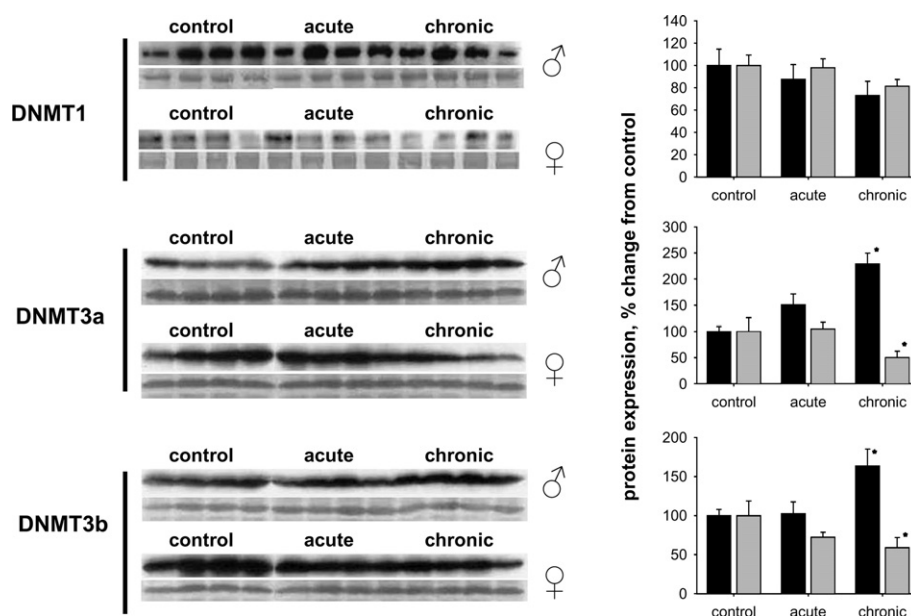 control acute chronic
♂
DNMT1
♀
acute
control chronic
control acute chronic
♂
DNMT3a
control acute chronic
♀
control acute chronic
♂
DNMT3b
control acute chronic
♀
protein expression, % change from control
140
120
100
80
60
40
20
0
control acute chronic
300
250
200
150
100
50
0
*
*
control acute chronic
200
150
100
50
0
*
*
control acute chronic